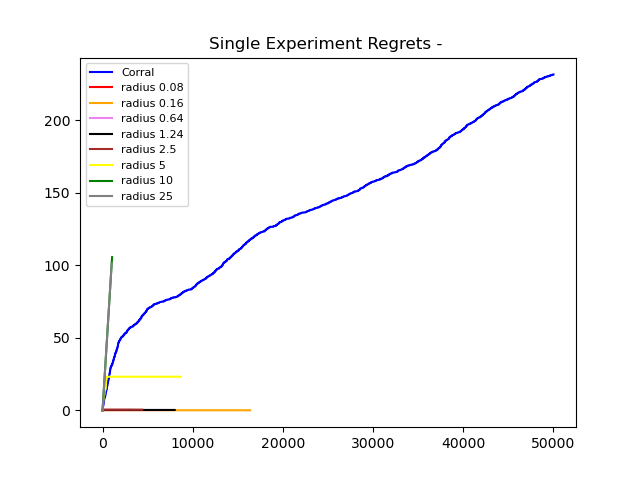 Single Experiment Regrets -
Corral
radius 0.08
radius 0.16
radius 0.64
radius 1.24
radius 2.5
radius 5
radius 10
radius 25
200
150
100
50
0
0 10000 20000 30000 40000 50000